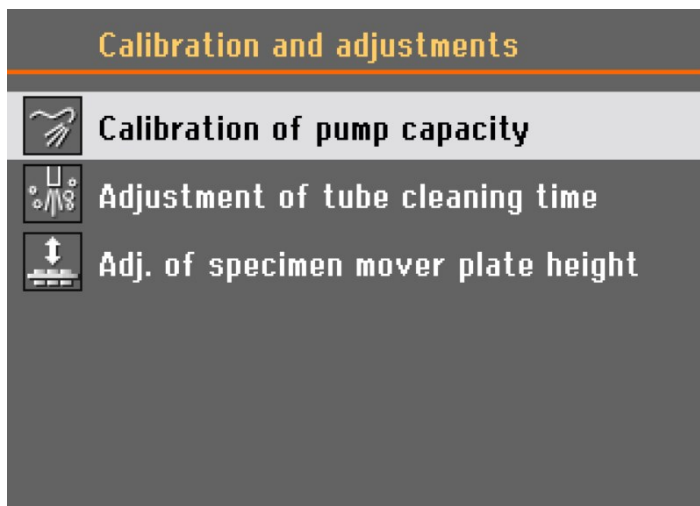 Calibration and adjustments
Calibration of pump capacity
Adjustment of tube cleaning time
Adj. of specimen mover plate height